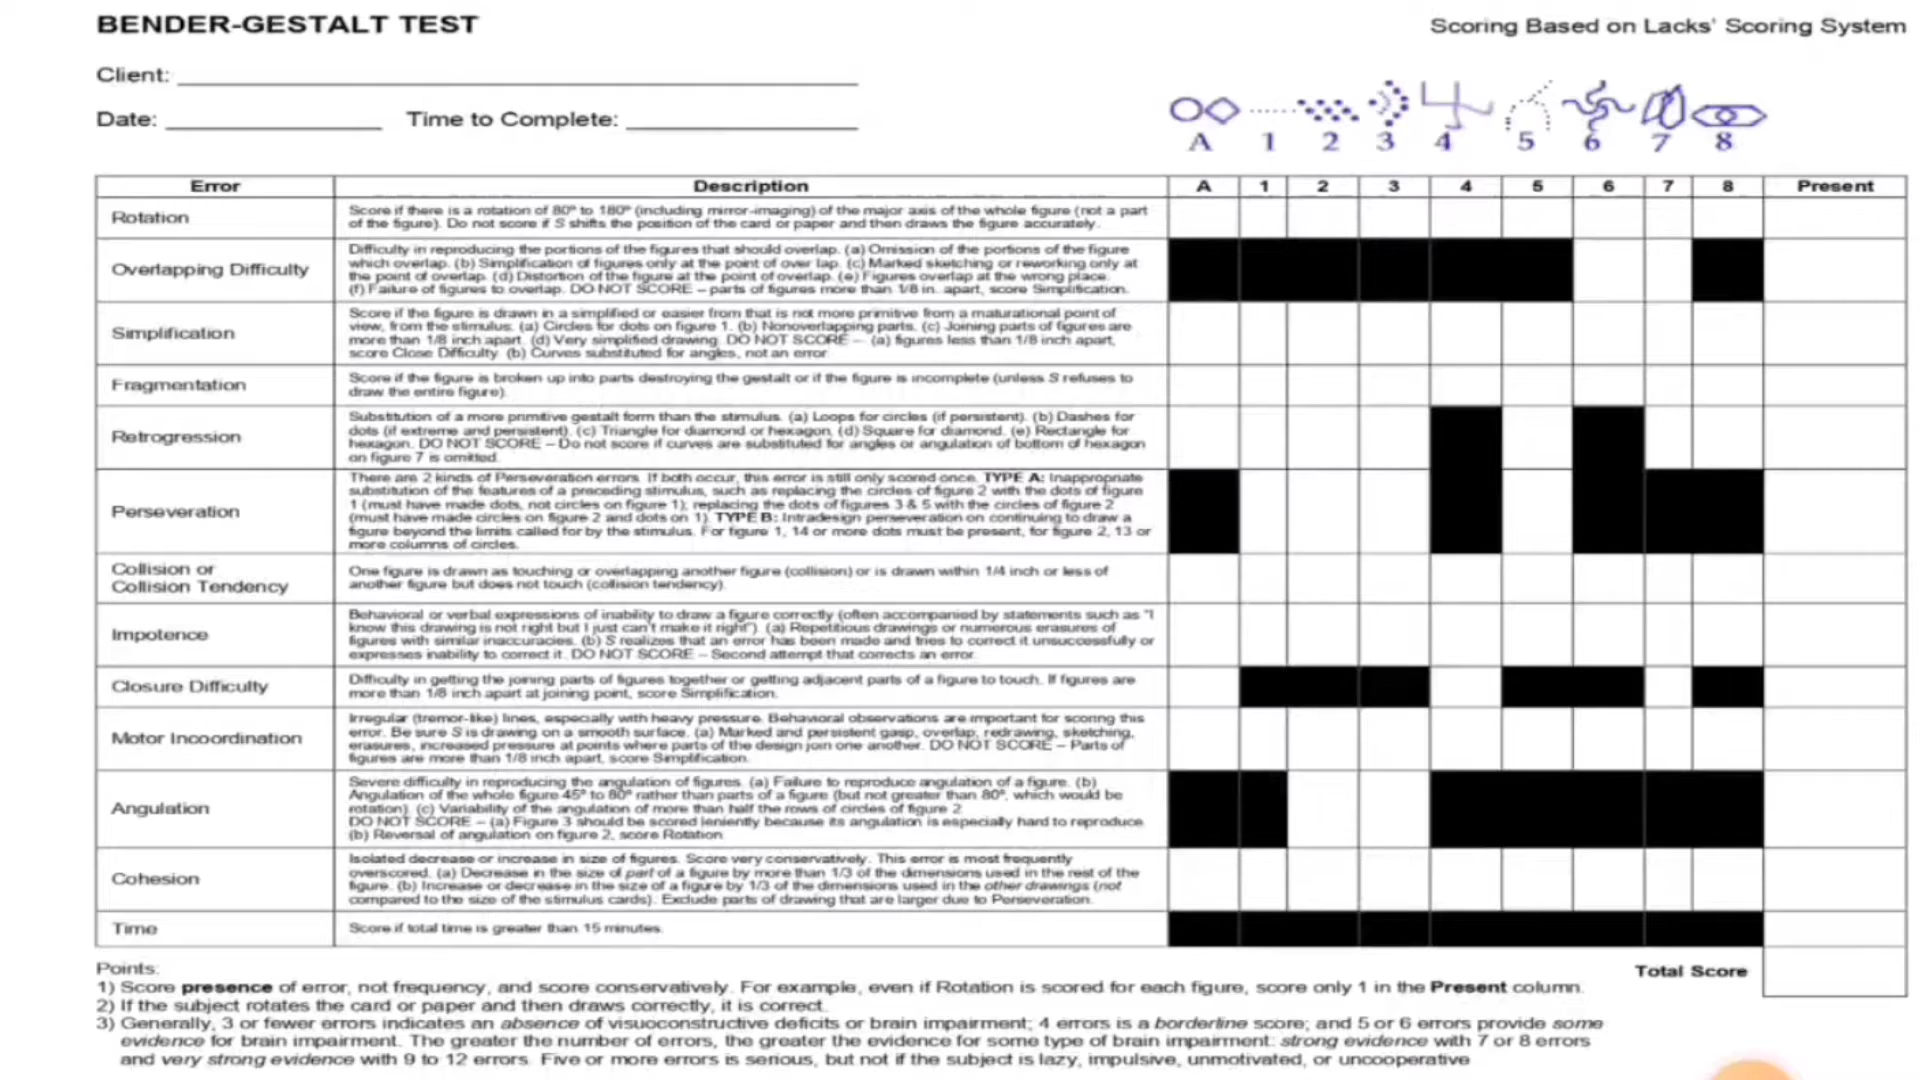 BENDER-GESTALT TEST
Scoring Based on Lacks' Scoring System
Client:
Date: Time to Complete:
A 1 2 3 4 5 6 7 8
Error Description A 1 2 3 4 5 6 7 8 Present
Rotation
Score if there is a rotation of 80º to 180º (including mirror-imaging) of the major axis of the whole figure (not a part
of the figure). Do not score if S shifts the position of the card or paper and then draws the figure accurately.
Overlapping Difficulty
Difficulty in reproducing the portions of the figures that should overlap. (a) Omission of the portions of the figure
which overlap. (b) Simplification of figures only at the point of over lap. (c) Marked sketching or reworking only at
the point of overlap. (d) Distortion of the figure at the point of overlap. (e) Figures overlap at the wrong place.
(f) Failure of figures to overlap. DO NOT SCORE – parts of figures more than 1/8 in. apart, score Simplification.
Simplification
Score if the figure is drawn in a simplified or easier from that is not more primitive from a maturational point of
view, from the stimulus: (a) Circles for dots on figure 1. (b) Nonoverlapping parts. (c) Joining parts of figures are
more than 1/8 inch apart. (d) Very simplified drawing. DO NOT SCORE – (a) figures less than 1/8 inch apart,
score Close Difficulty. (b) Curves substituted for angles, not an error
Fragmentation
Score if the figure is broken up into parts destroying the gestalt or if the figure is incomplete (unless S refuses to
draw the entire figure).
Retrogression
Substitution of a more primitive gestalt form than the stimulus. (a) Loops for circles (if persistent). (b) Dashes for
dots (if extreme and persistent). (c) Triangle for diamond or hexagon. (d) Square for diamond. (e) Rectangle for
hexagon. DO NOT SCORE – Do not score if curves are substituted for angles or angulation of bottom of hexagon
on figure 7 is omitted.
Perseveration
There are 2 kinds of Perseveration errors. If both occur, this error is still only scored once. TYPE A: Inappropriate
substitution of the features of a preceding stimulus, such as replacing the circles of figure 2 with the dots of figure
1 (must have made dots, not circles on figure 1); replacing the dots of figures 3 & 5 with the circles of figure 2
(must have made circles on figure 2 and dots on 1). TYPE B: Intradesign perseveration on continuing to draw a
figure beyond the limits called for by the stimulus. For figure 1, 14 or more dots must be present, for figure 2, 13 or
more columns of circles.
Collision or
Collision Tendency
One figure is drawn as touching or overlapping another figure (collision) or is drawn within 1/4 inch or less of
another figure but does not touch (collision tendency).
Impotence
Behavioral or verbal expressions of inability to draw a figure correctly (often accompanied by statements such as "I
know this drawing is not right but I just can't make it right") (a) Repetitious drawings or numerous erasures of
figures with similar inaccuracies. (b) S realizes that an error has been made and tries to correct it unsuccessfully or
expresses inability to correct it. DO NOT SCORE – Second attempt that corrects an error.
Closure Difficulty
Difficulty in getting the joining parts of figures together or getting adjacent parts of a figure to touch. If figures are
more than 1/8 inch apart at joining point, score Simplification.
Motor Incoordination
Irregular (tremor-like) lines, especially with heavy pressure. Behavioral observations are important for scoring this
error. Be sure S is drawing on a smooth surface. (a) Marked and persistent gasp, overlap, redrawing, sketching,
erasures, increased pressure at points where parts of the design join one another. DO NOT SCORE – Parts of
figures are more than 1/8 inch apart, score Simplification.
Angulation
Severe difficulty in reproducing the angulation of figures. (a) Failure to reproduce angulation of a figure. (b)
Angulation of the whole figure 45º to 80º rather than parts of a figure (but not greater than 80º, which would be
rotation). (c) Variability of the angulation of more than half the rows of circles of figure 2
DO NOT SCORE – (a) Figure 3 should be scored leniently because its angulation is especially hard to reproduce.
(b) Reversal of angulation on figure 2, score Rotation
Cohesion
Isolated decrease or increase in size of figures. Score very conservatively. This error is most frequently
overscored. (a) Decrease in the size of part of a figure by more than 1/3 of the dimensions used in the rest of the
figure. (b) Increase or decrease in the size of a figure by 1/3 of the dimensions used in the other drawings (not
compared to the size of the stimulus cards). Exclude parts of drawing that are larger due to Perseveration.
Time
Score if total time is greater than 15 minutes.
Total Score
Points:
1) Score presence of error, not frequency, and score conservatively. For example, even if Rotation is scored for each figure, score only 1 in the Present column.
2) If the subject rotates the card or paper and then draws correctly, it is correct.
3) Generally, 3 or fewer errors indicates an absence of visuoconstructive deficits or brain impairment; 4 errors is a borderline score; and 5 or 6 errors provide some
evidence for brain impairment. The greater the number of errors, the greater the evidence for some type of brain impairment: strong evidence with 7 or 8 errors
and very strong evidence with 9 to 12 errors. Five or more errors is serious, but not if the subject is lazy, impulsive, unmotivated, or uncooperative